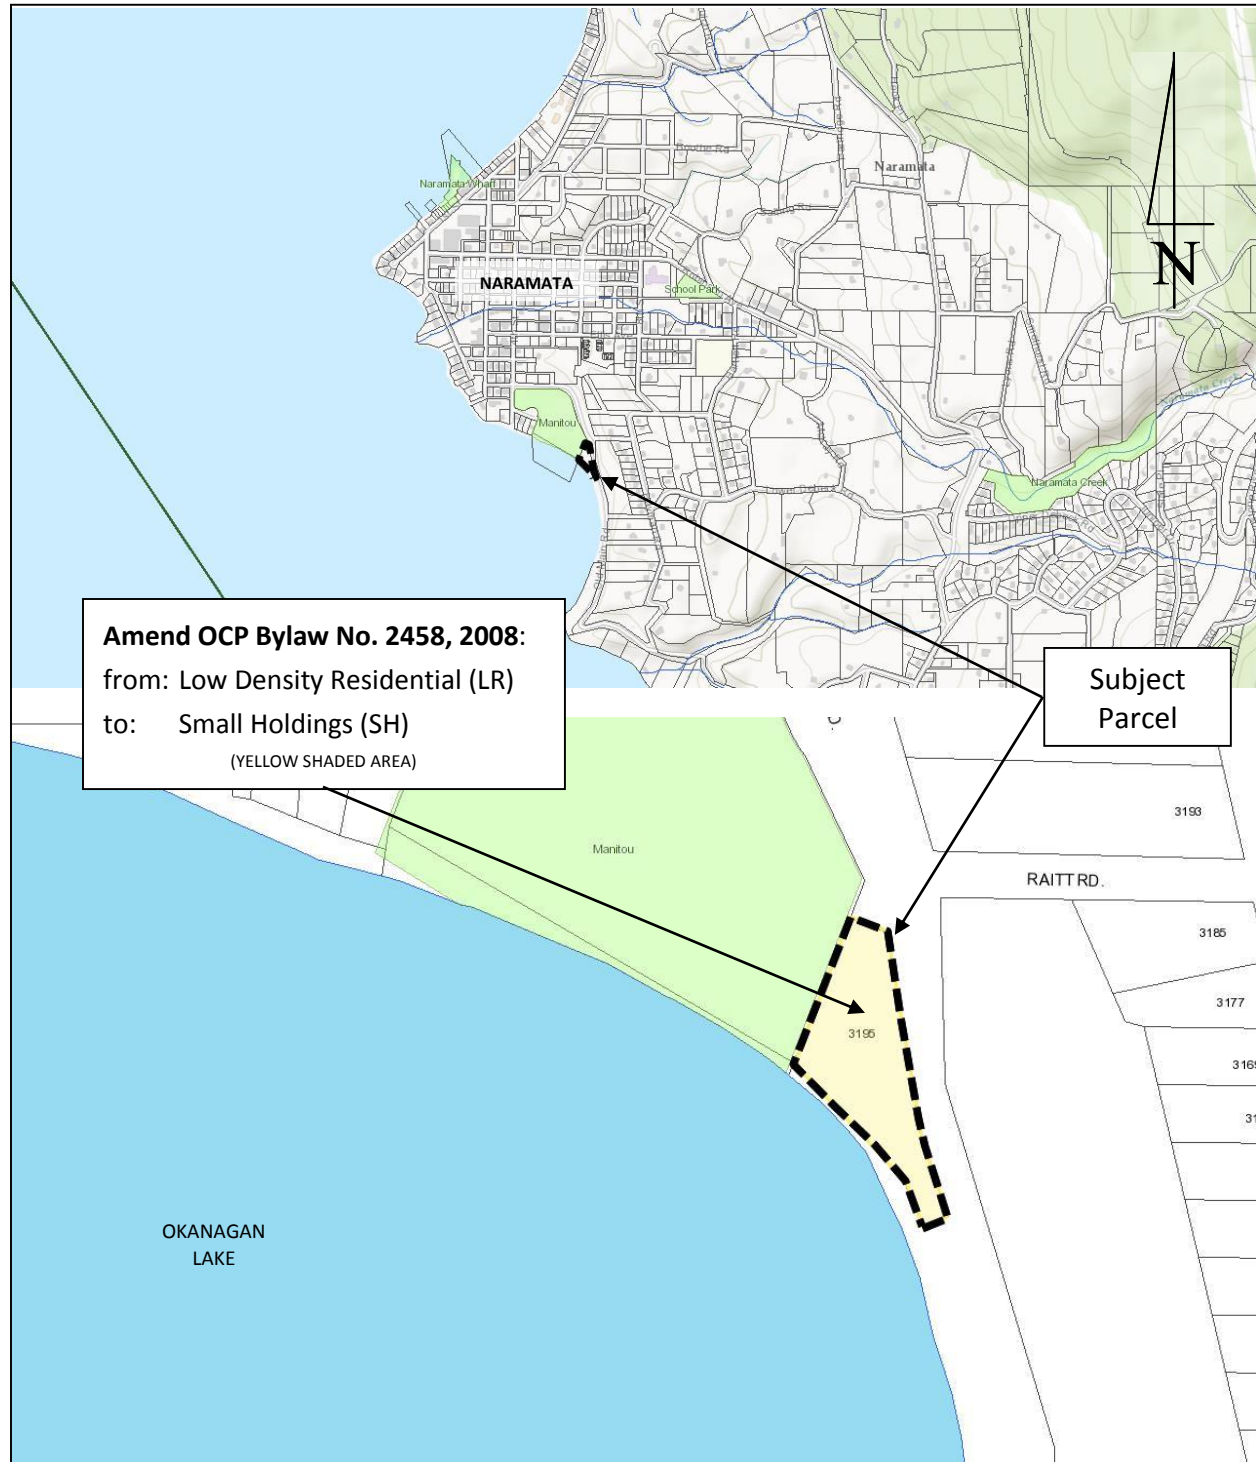 Naramata Wharf
Naramata
N
NARAMATA
School Park
Manitou
Naramata Creek
Naramata Creek
Amend OCP Bylaw No. 2458, 2008:
from: Low Density Residential (LR)
to: Small Holdings (SH)
(YELLOW SHADED AREA)
Subject
Parcel
3193
Manitou
RAITT RD.
3185
3177
3195
OKANAGAN
LAKE